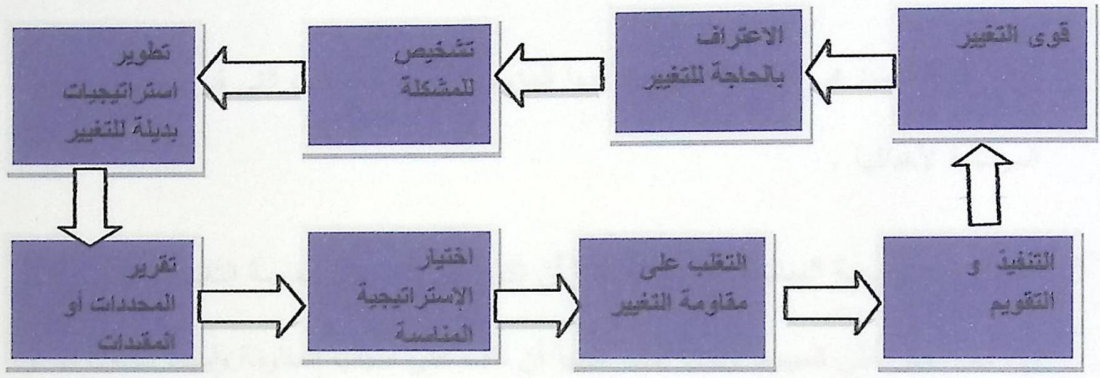 قوى التغيير
الاعتراف
بالحاجة للتغيير
تشخيص
للمشكلة
تطوير
استراتيجيات
بديلة للتغيير
تقرير
المحددات أو
المقيدات
اختيار
الإستراتيجية
المناسبة
التغلب على
مقاومة التغيير
التنفيذ و
التقويم